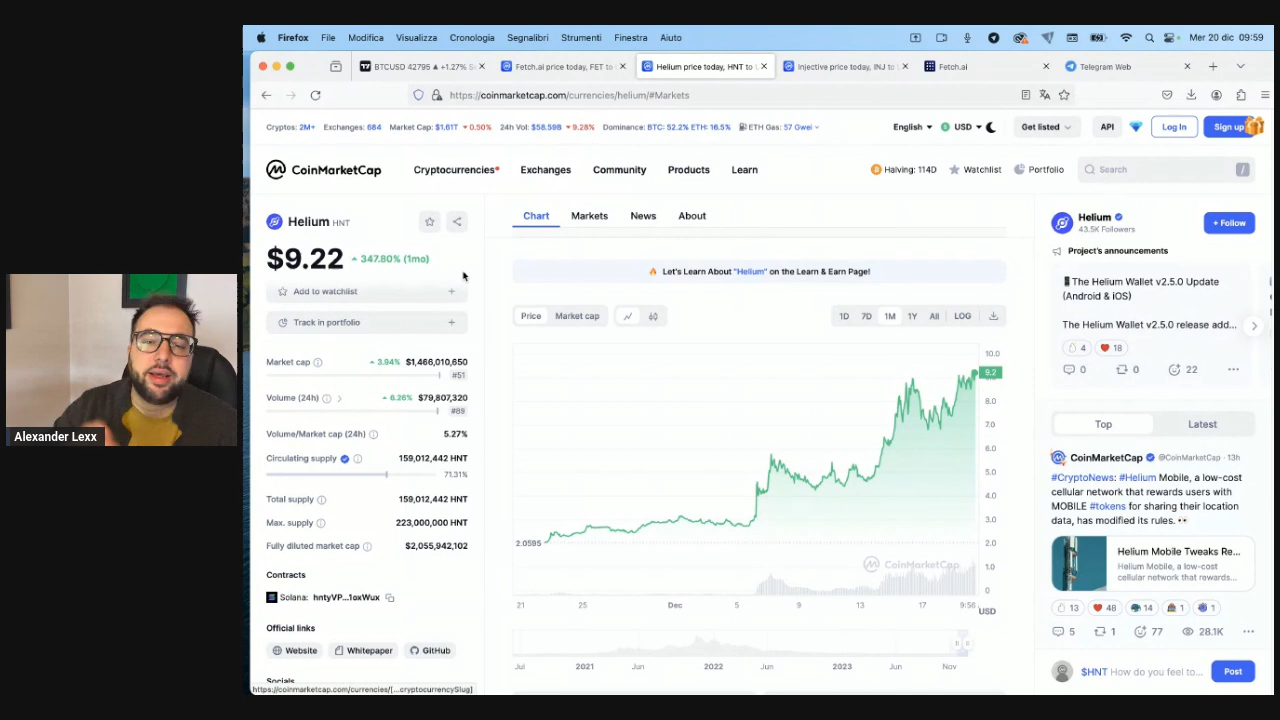 Firefox File Modifica Visualizza Cronologia Segnalibri Strumenti Finestra Aiuto Mer 20 dic 09:59
BTCUSD 42795 ▲ +1.27% Fetch.ai price today, FET to Helium price today, HNT to Injective price today, INJ to Fetch.ai Telegram Web
https://coinmarketcap.com/currencies/helium/#Markets
Cryptos: 2M+ Exchanges: 684 Market Cap: $1.61T 0.50% 24h Vol: $58.59B 9.28% Dominance: BTC: 52.2% ETH: 16.5% ETH Gas: 57 Gwei English USD Get listed API Log In Sign up
CoinMarketCap Cryptocurrencies Exchanges Community Products Learn Halving: 114D Watchlist Portfolio Search /
Helium HNT
$9.22 347.80% (1mo)
Add to watchlist +
Track in portfolio +
Market cap 3.94% $1,466,010,650
#51
Volume (24h) 6.26% $79,807,320
#89
Volume/Market cap (24h) 5.27%
Circulating supply 159,012,442 HNT
71.31%
Total supply 159,012,442 HNT
Max. supply 223,000,000 HNT
Fully diluted market cap $2,055,942,102
Contracts
Solana: hntyVP...1oxWux
Official links
Website Whitepaper GitHub
Socials
https://coinmarketcap.com/currencies/[...cryptocurrencySlug]
Chart Markets News About
Let's Learn About "Helium" on the Learn & Earn Page!
Price Market cap 1D 7D 1M 1Y All LOG
10.0
9.2
8.0
7.0
6.0
5.0
4.0
3.0
2.0595 2.0
CoinMarketCap
1.0
0
21 25 Dec 5 9 13 17 9:56 USD
Jul 2021 Jun 2022 Jun 2023 Jun Nov
Helium
43.5K Followers
+ Follow
Project's announcements
The Helium Wallet v2.5.0 Update
(Android & iOS)
The Helium Wallet v2.5.0 release add...
4 18
0 0 22
Top Latest
CoinMarketCap @CoinMarketCap · 13h
#CryptoNews: #Helium Mobile, a low-cost
cellular network that rewards users with
MOBILE #tokens for sharing their location
data, has modified its rules.
Helium Mobile Tweaks Re...
Helium Mobile, a low-cost
cellular network that rewards...
13 48 14 1 1
5 1 77 28.1K
$HNT How do you feel to... Post
Alexander Lexx